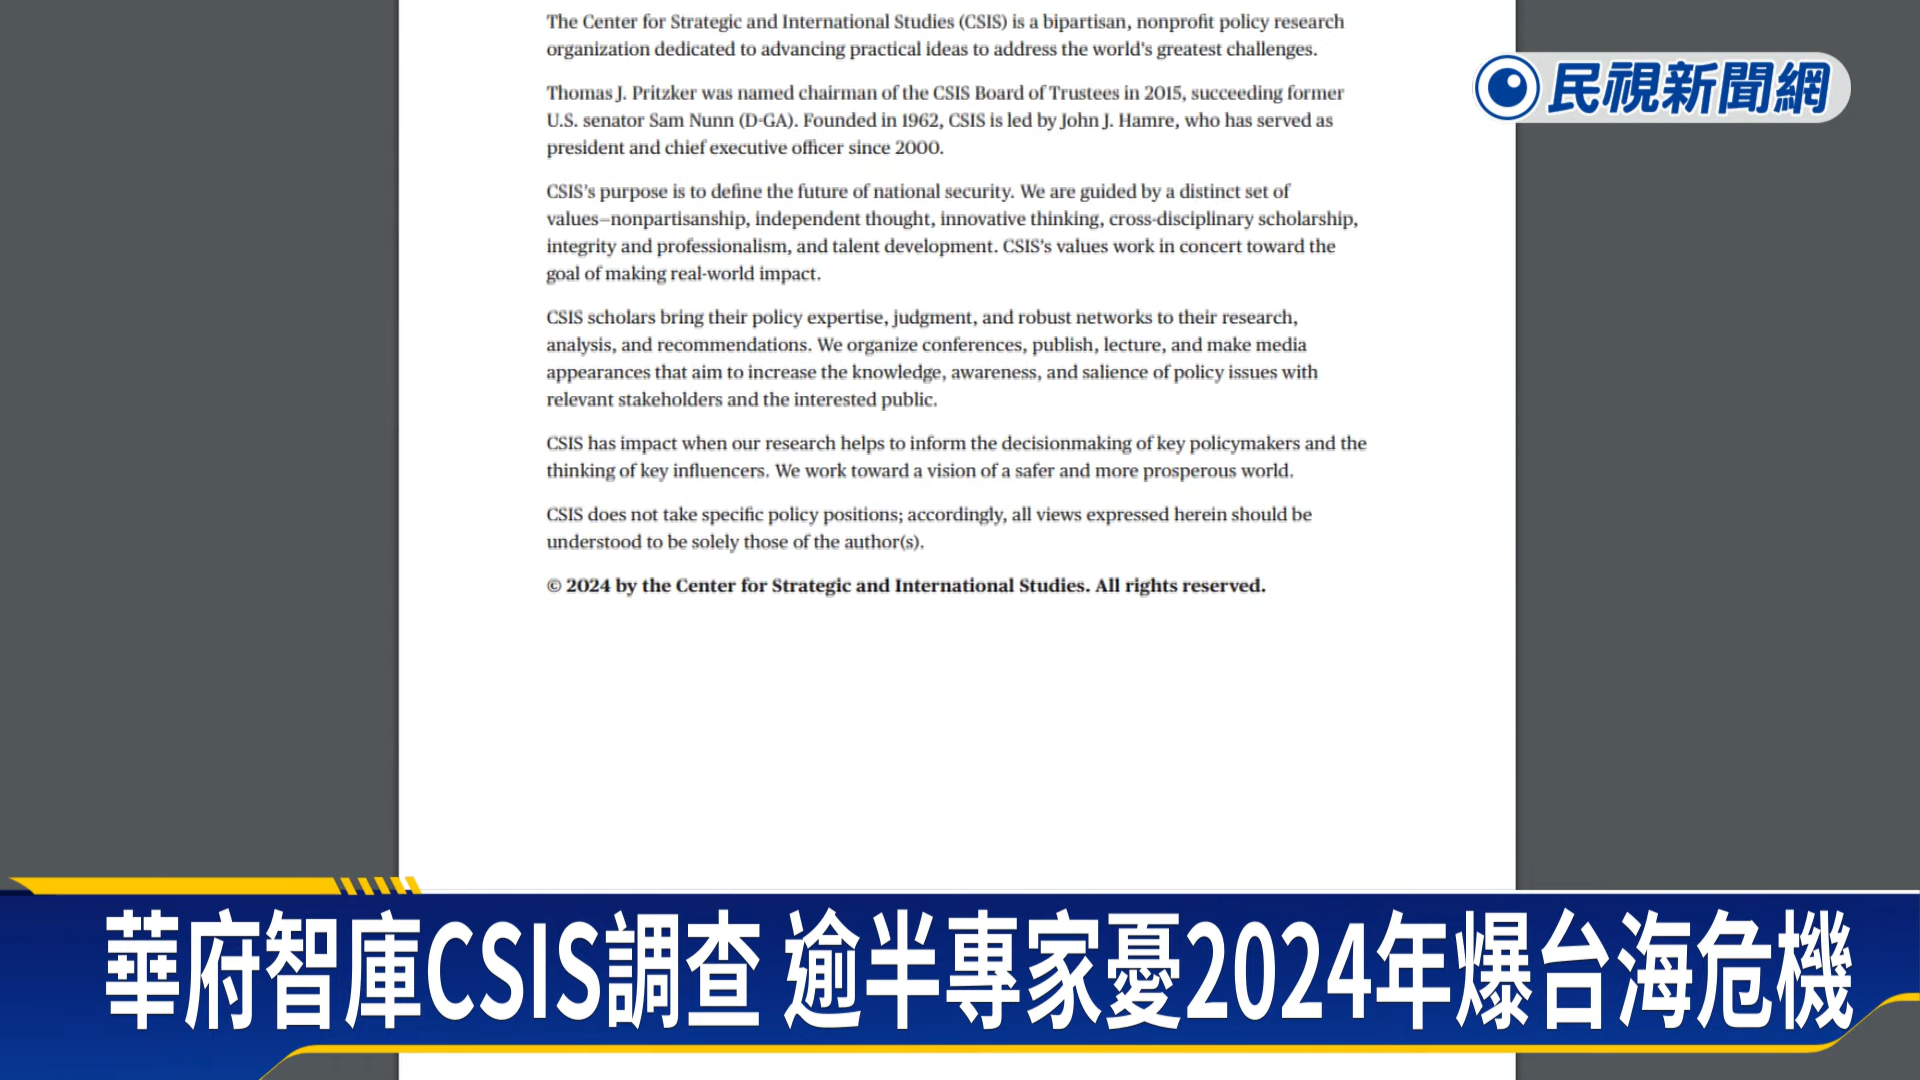 The Center for Strategic and International Studies (CSIS) is a bipartisan, nonprofit policy research
organization dedicated to advancing practical ideas to address the world's greatest challenges.
民視新聞網
Thomas J. Pritzker was named chairman of the CSIS Board of Trustees in 2015, succeeding former
U.S. senator Sam Nunn (D-GA). Founded in 1962, CSIS is led by John J. Hamre, who has served as
president and chief executive officer since 2000.
CSIS's purpose is to define the future of national security. We are guided by a distinct set of
values—nonpartisanship, independent thought, innovative thinking, cross-disciplinary scholarship,
integrity and professionalism, and talent development. CSIS's values work in concert toward the
goal of making real-world impact.
CSIS scholars bring their policy expertise, judgment, and robust networks to their research,
analysis, and recommendations. We organize conferences, publish, lecture, and make media
appearances that aim to increase the knowledge, awareness, and salience of policy issues with
relevant stakeholders and the interested public.
CSIS has impact when our research helps to inform the decisionmaking of key policymakers and the
thinking of key influencers. We work toward a vision of a safer and more prosperous world.
CSIS does not take specific policy positions; accordingly, all views expressed herein should be
understood to be solely those of the author(s).
© 2024 by the Center for Strategic and International Studies. All rights reserved.
華府智庫CSIS調查 逾半專家憂2024年爆台海危機